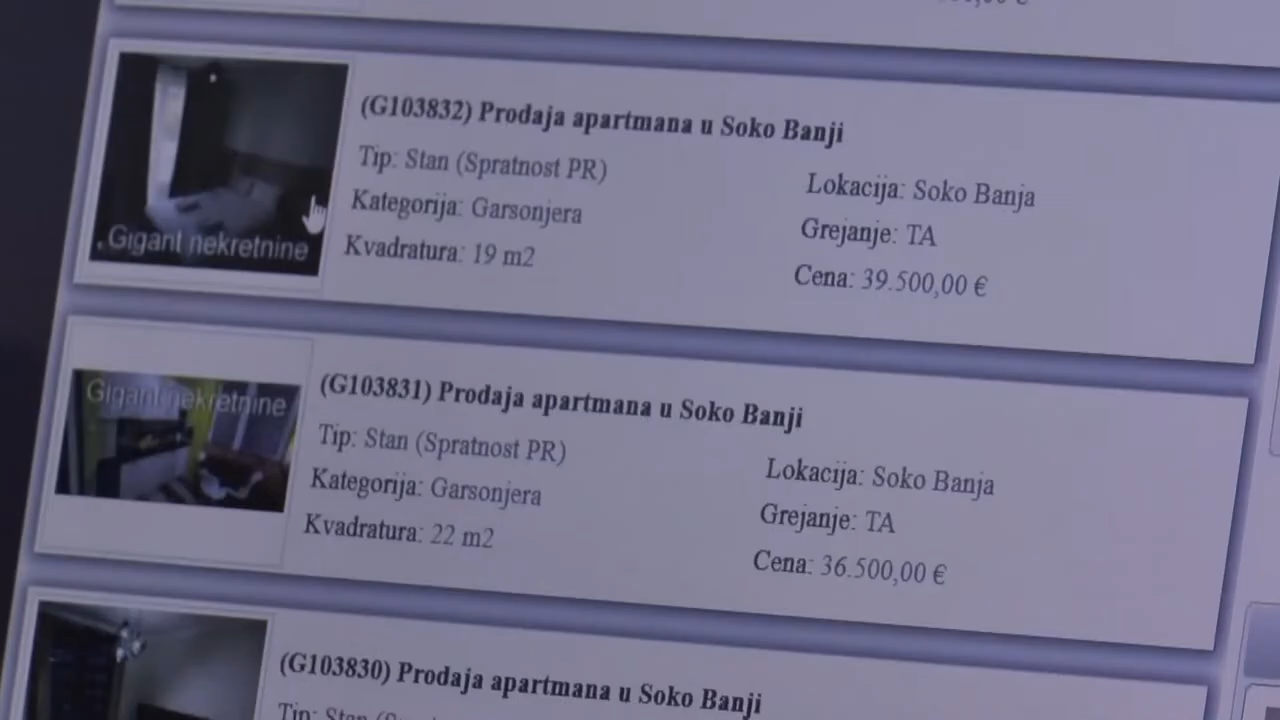 (G103832) Prodaja apartmana u Soko Banji
Tip: Stan (Spratnost PR)
Kategorija: Garsonjera
Kvadratura: 19 m2
Lokacija: Soko Banja
Grejanje: TA
Cena: 39.500,00 €
Gigant nekretnine
(G103831) Prodaja apartmana u Soko Banji
Tip: Stan (Spratnost PR)
Kategorija: Garsonjera
Kvadratura: 22 m2
Lokacija: Soko Banja
Grejanje: TA
Cena: 36.500,00 €
Gigant nekretnine
(G103830) Prodaja apartmana u Soko Banji
Tip: Stan